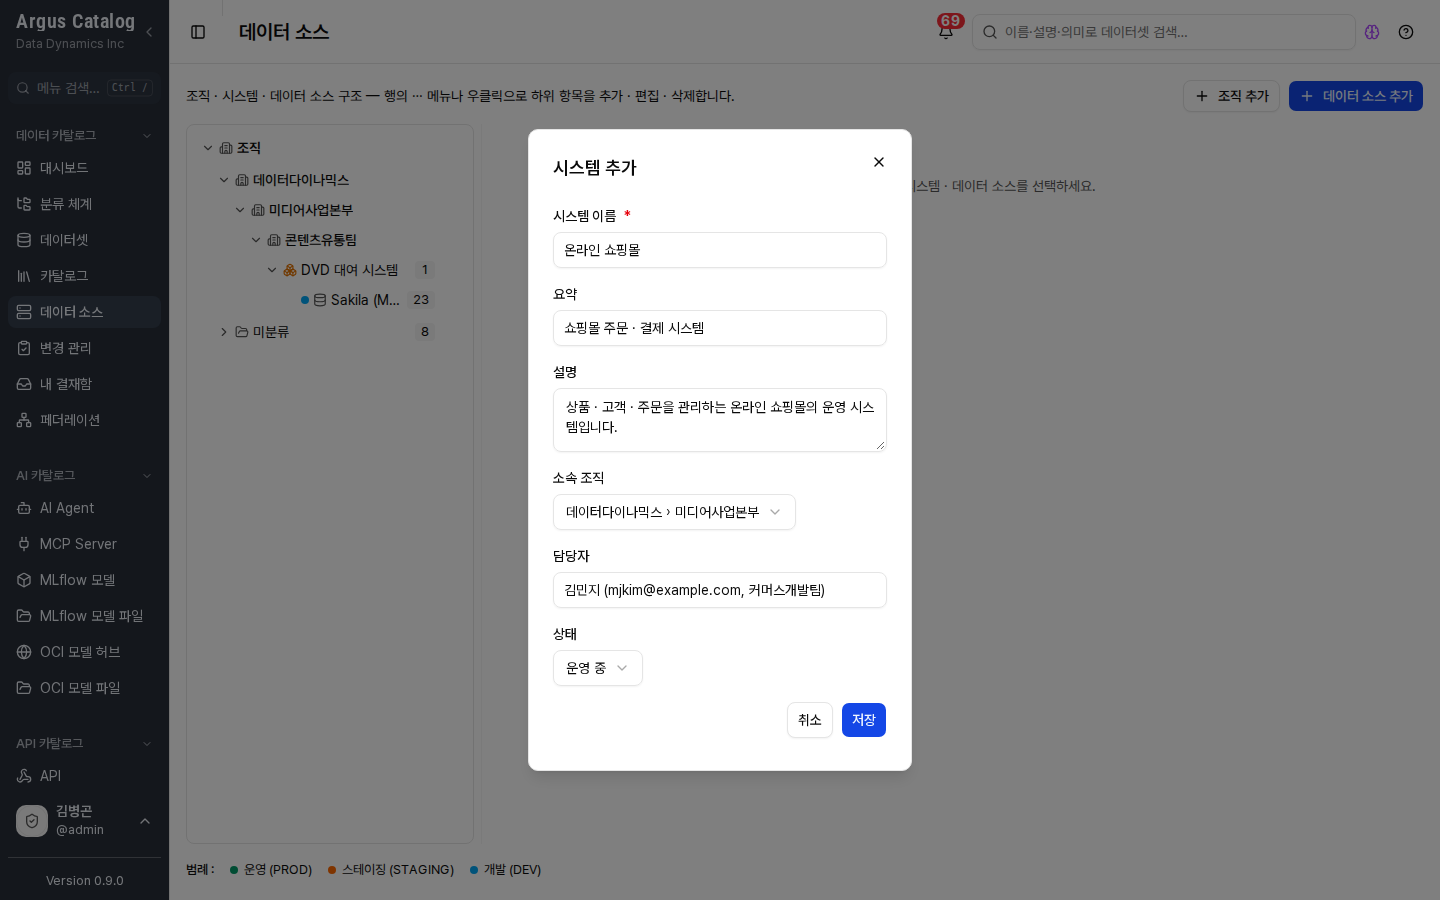 Argus Catalog
Data Dynamics Inc
메뉴 검색... Ctrl /
데이터 카탈로그
대시보드
분류 체계
데이터셋
카탈로그
데이터 소스
변경 관리
내 결재함
페더레이션
AI 카탈로그
AI Agent
MCP Server
MLflow 모델
MLflow 모델 파일
OCI 모델 허브
OCI 모델 파일
API 카탈로그
API
김병곤
@admin
Version 0.9.0
데이터 소스
69
이름·설명·의미로 데이터셋 검색...
조직 · 시스템 · 데이터 소스 구조 — 행의 ⋯ 메뉴나 우클릭으로 하위 항목을 추가 · 편집 · 삭제합니다.
조직 추가
데이터 소스 추가
조직
데이터다이나믹스
미디어사업본부
콘텐츠유통팀
DVD 대여 시스템 1
Sakila (M... 23
미분류 8
시스템 · 데이터 소스를 선택하세요.
시스템 추가
시스템 이름 *
온라인 쇼핑몰
요약
쇼핑몰 주문 · 결제 시스템
설명
상품 · 고객 · 주문을 관리하는 온라인 쇼핑몰의 운영 시스
템입니다.
소속 조직
데이터다이나믹스 › 미디어사업본부
담당자
김민지 (mjkim@example.com, 커머스개발팀)
상태
운영 중
취소
저장
범례 : 운영 (PROD) 스테이징 (STAGING) 개발 (DEV)